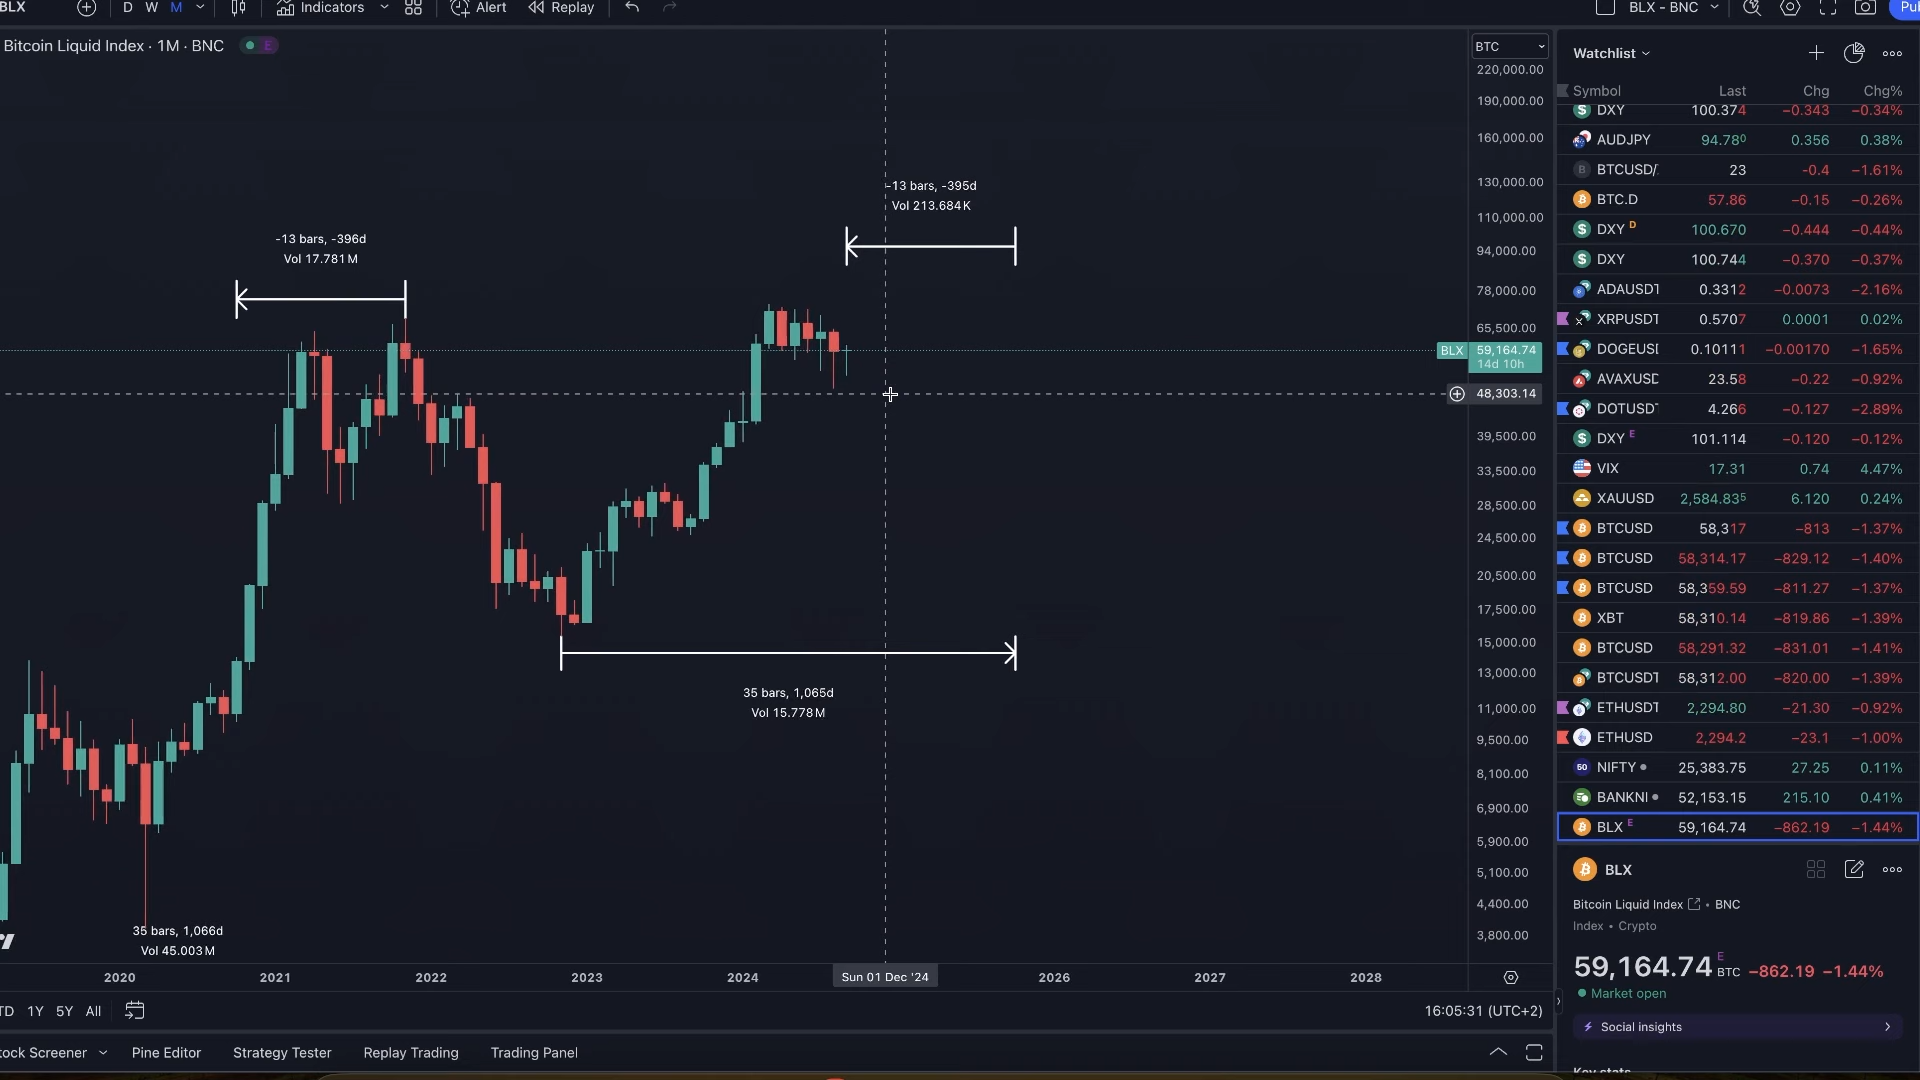 BLX D W M Indicators Alert Replay BLX - BNC Pu
Bitcoin Liquid Index · 1M · BNC E
BTC
220,000.00
190,000.00
160,000.00
130,000.00
110,000.00
94,000.00
78,000.00
65,500.00
BLX 59,164.74
14d 10h
48,303.14
39,500.00
33,500.00
28,500.00
24,500.00
20,500.00
17,500.00
15,000.00
13,000.00
11,000.00
9,500.00
8,100.00
6,900.00
5,900.00
5,100.00
4,400.00
3,800.00
-13 bars, -396d
Vol 17.781M
-13 bars, -395d
Vol 213.684K
35 bars, 1,065d
Vol 15.778M
35 bars, 1,066d
Vol 45.003M
2020 2021 2022 2023 2024 Sun 01 Dec '24 2026 2027 2028
TD 1Y 5Y All 16:05:31 (UTC+2)
tock Screener Pine Editor Strategy Tester Replay Trading Trading Panel
Watchlist
Symbol Last Chg Chg%
DXY 100.374 −0.343 −0.34%
AUDJPY 94.780 0.356 0.38%
BTCUSD/ 23 -0.4 −1.61%
BTC.D 57.86 −0.15 −0.26%
DXY D 100.670 −0.444 −0.44%
DXY 100.744 −0.370 −0.37%
ADAUSDT 0.3312 −0.0073 −2.16%
XRPUSDT 0.5707 0.0001 0.02%
DOGEUSI 0.10111 −0.00170 −1.65%
AVAXUSD 23.58 −0.22 −0.92%
DOTUSDT 4.266 −0.127 −2.89%
DXY E 101.114 −0.120 −0.12%
VIX 17.31 0.74 4.47%
XAUUSD 2,584.835 6.120 0.24%
BTCUSD 58,317 −813 −1.37%
BTCUSD 58,314.17 −829.12 −1.40%
BTCUSD 58,359.59 −811.27 −1.37%
XBT 58,310.14 −819.86 −1.39%
BTCUSD 58,291.32 −831.01 −1.41%
BTCUSDT 58,312.00 −820.00 −1.39%
ETHUSDT 2,294.80 −21.30 −0.92%
ETHUSD 2,294.2 −23.1 −1.00%
50 NIFTY 25,383.75 27.25 0.11%
BANKNI 52,153.15 215.10 0.41%
BLX E 59,164.74 −862.19 −1.44%
BLX
Bitcoin Liquid Index • BNC
Index • Crypto
59,164.74 E BTC −862.19 −1.44%
Market open
Social insights
Key stats